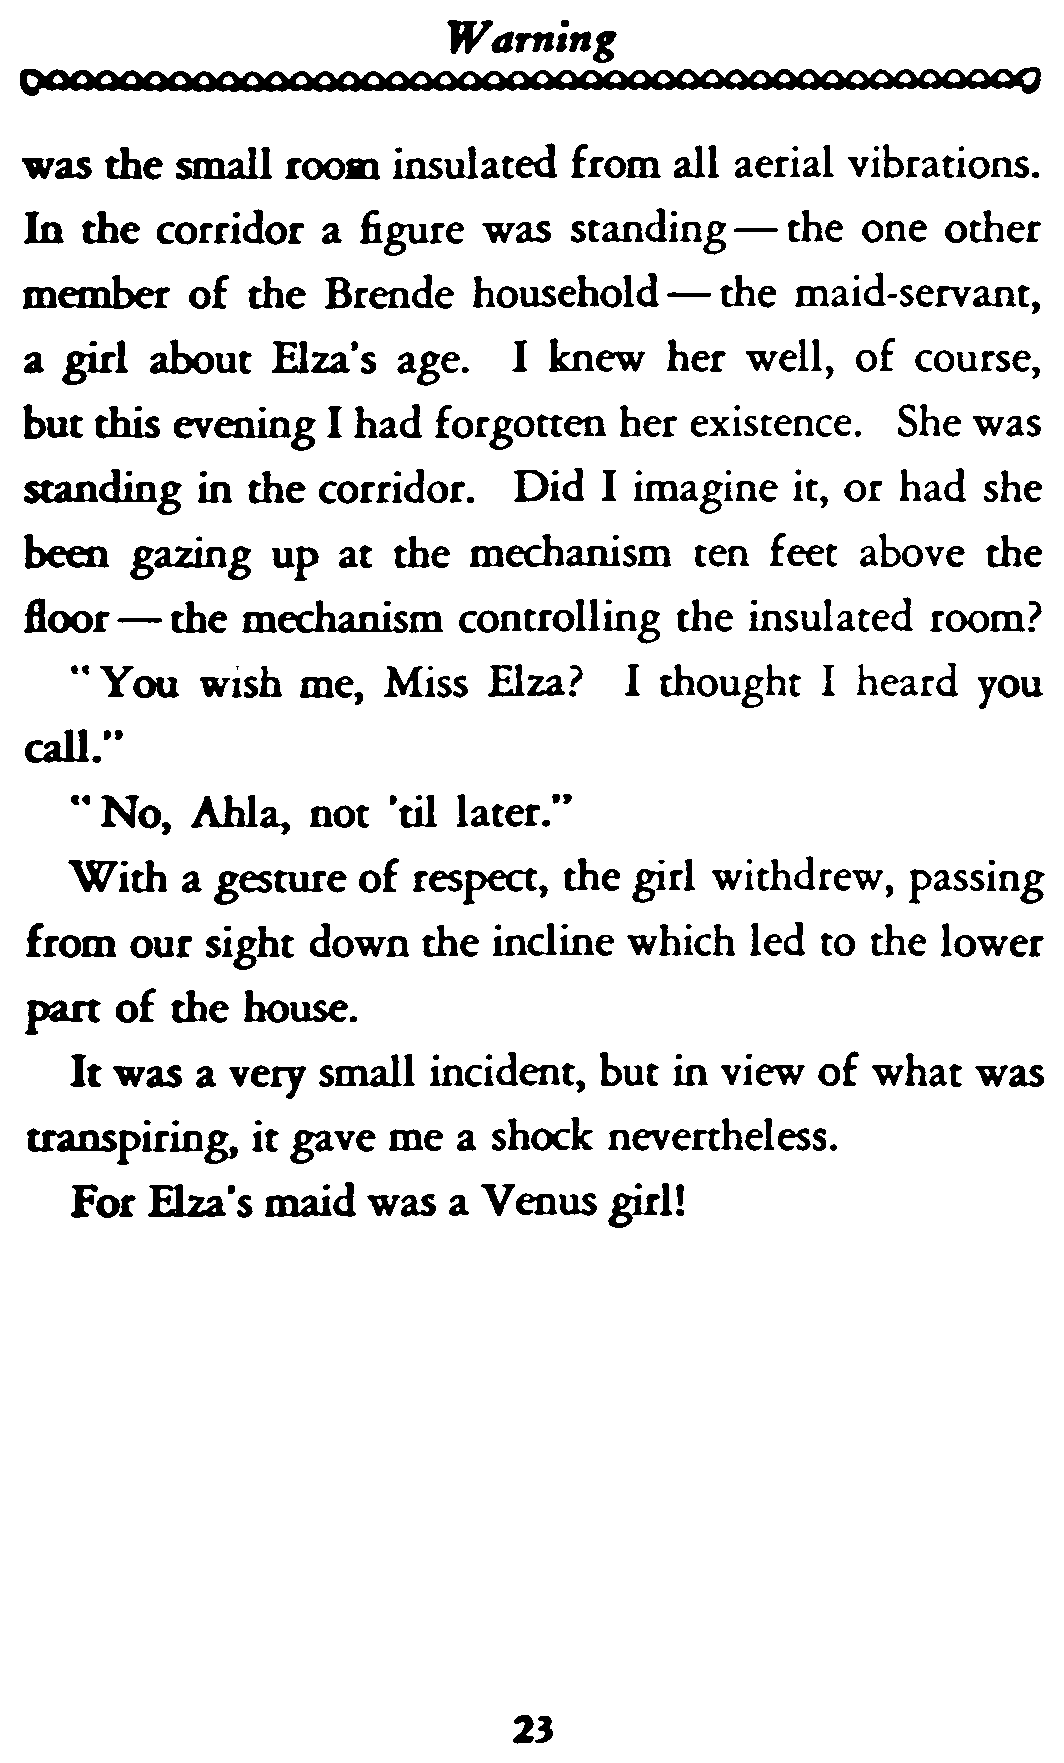 Warning
was the small room insulated from all aerial vibrations.
In the corridor a figure was standing — the one other
member of the Brende household — the maid-servant,
a girl about Elza's age. I knew her well, of course,
but this evening I had forgotten her existence. She was
standing in the corridor. Did I imagine it, or had she
been gazing up at the mechanism ten feet above the
floor — the mechanism controlling the insulated room?
"You wish me, Miss Elza? I thought I heard you
call."
"No, Ahla, not 'til later."
With a gesture of respect, the girl withdrew, passing
from our sight down the incline which led to the lower
part of the house.
It was a very small incident, but in view of what was
transpiring, it gave me a shock nevertheless.
For Elza's maid was a Venus girl!
23